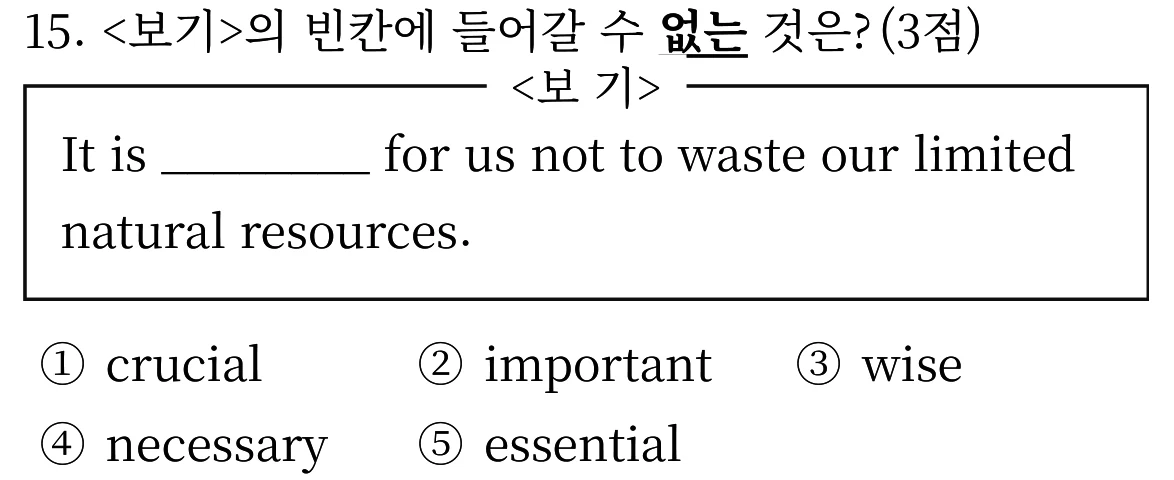 15. <보기>의 빈칸에 들어갈 수 없는 것은?(3점)
<보 기>
It is ________ for us not to waste our limited
natural resources.
① crucial ② important ③ wise
④ necessary ⑤ essential